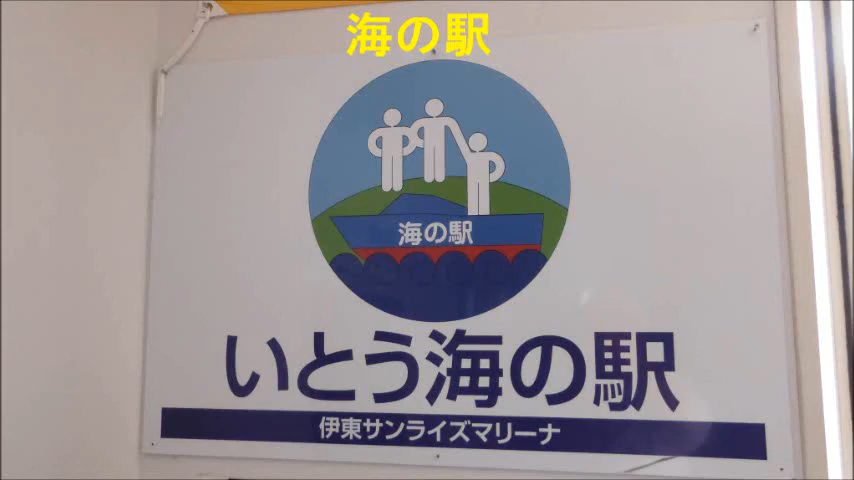 海の駅
海の駅
いとう海の駅
伊東サンライズマリーナ